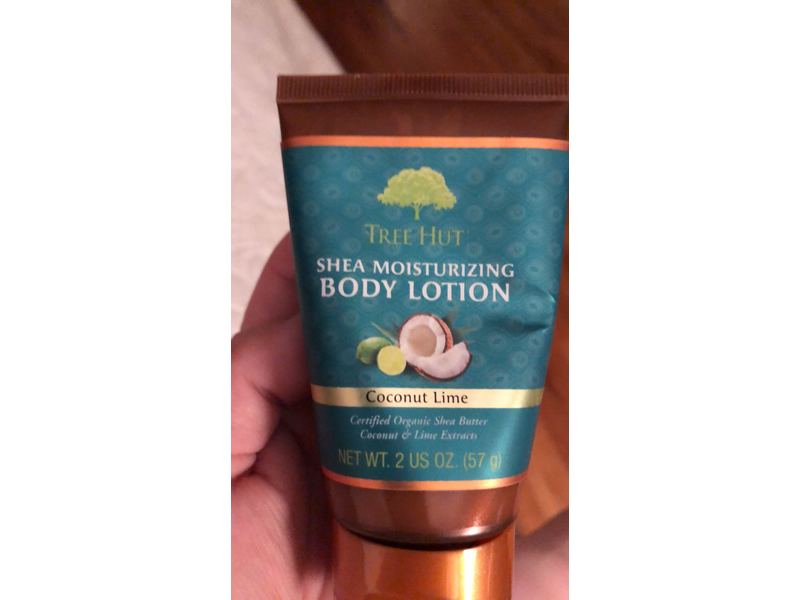 TREE HUT
SHEA MOISTURIZING
BODY LOTION
Coconut Lime
Certified Organic Shea Butter
Coconut & Lime Extracts
NET WT. 2 US OZ. (57 g)